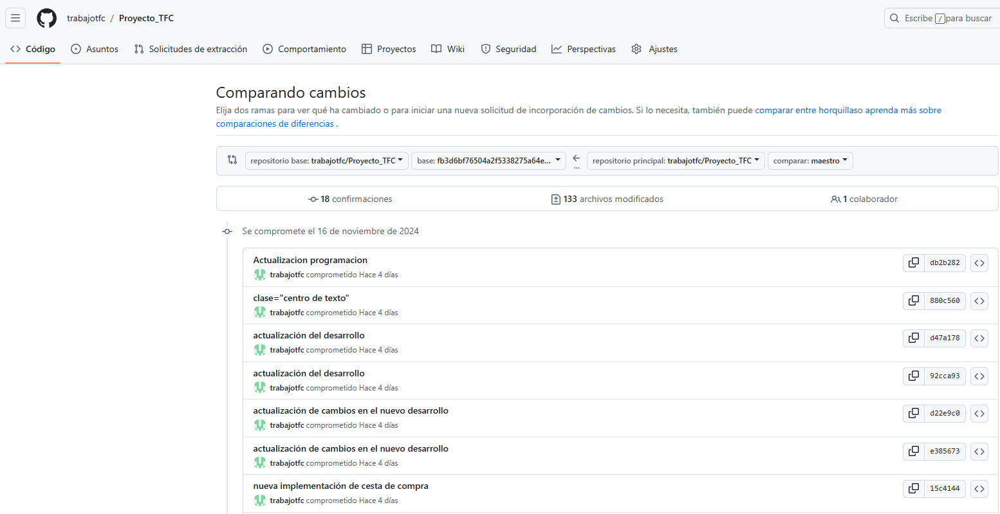 trabajotfc / Proyecto_TFC
Escribe / para buscar
Código Asuntos Solicitudes de extracción Comportamiento Proyectos Wiki Seguridad Perspectivas Ajustes
Comparando cambios
Elija dos ramas para ver qué ha cambiado o para iniciar una nueva solicitud de incorporación de cambios. Si lo necesita, también puede comparar entre horquillaso aprenda más sobre
comparaciones de diferencias .
repositorio base: trabajotfc/Proyecto_TFC base: fb3d6bf76504a2f5338275a64e... ... repositorio principal: trabajotfc/Proyecto_TFC comparar: maestro
18 confirmaciones 133 archivos modificados 1 colaborador
Se compromete el 16 de noviembre de 2024
Actualizacion programacion
trabajotfc comprometido Hace 4 días
db2b282
clase="centro de texto"
trabajotfc comprometido Hace 4 días
880c560
actualización del desarrollo
trabajotfc comprometido Hace 4 días
d47a178
actualización del desarrollo
trabajotfc comprometido Hace 4 días
92cca93
actualización de cambios en el nuevo desarrollo
trabajotfc comprometido Hace 4 días
d22e9c0
actualización de cambios en el nuevo desarrollo
trabajotfc comprometido Hace 4 días
e385673
nueva implementación de cesta de compra
trabajotfc comprometido Hace 4 días
15c4144